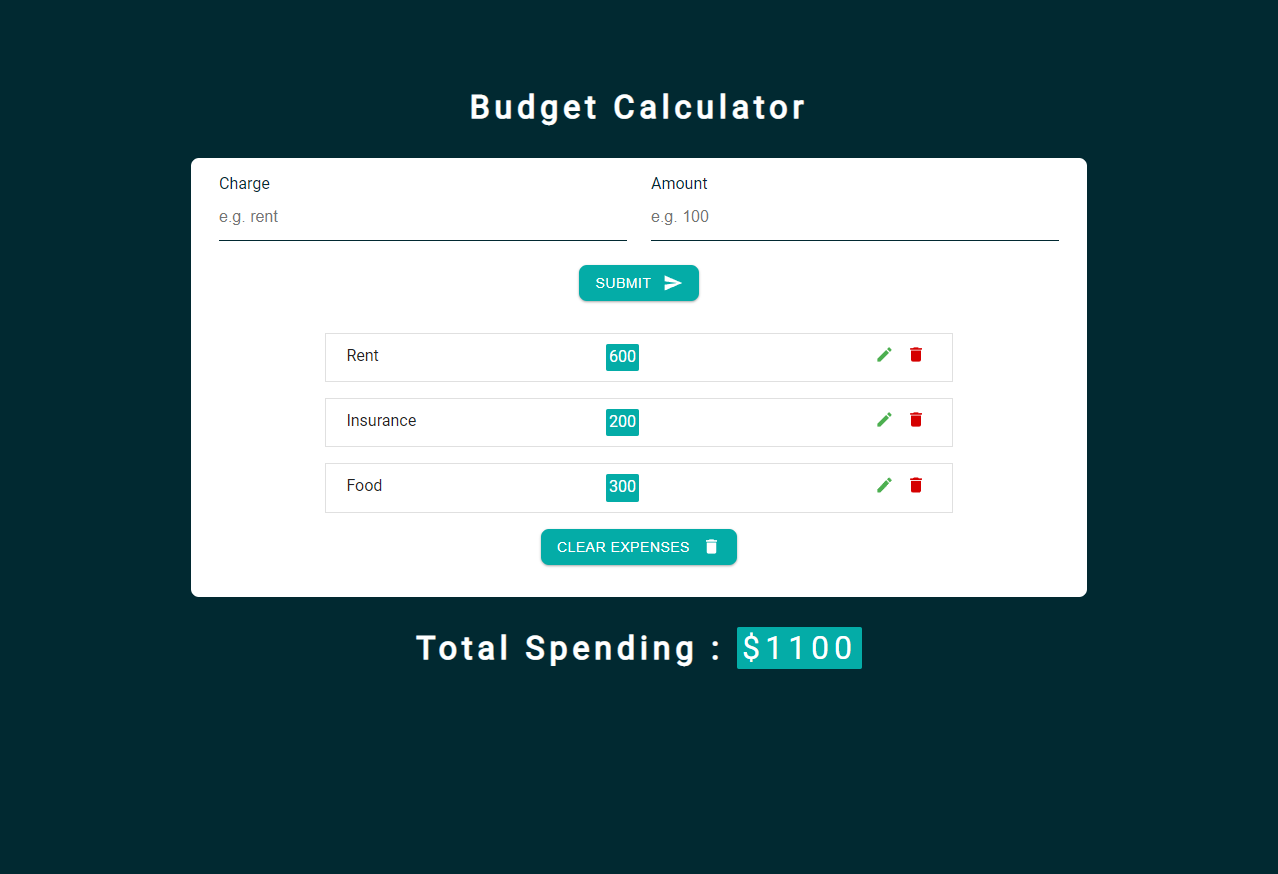 Budget Calculator
Charge Amount
e.g. rent e.g. 100
SUBMIT
Rent 600
Insurance 200
Food 300
CLEAR EXPENSES
Total Spending : $1100